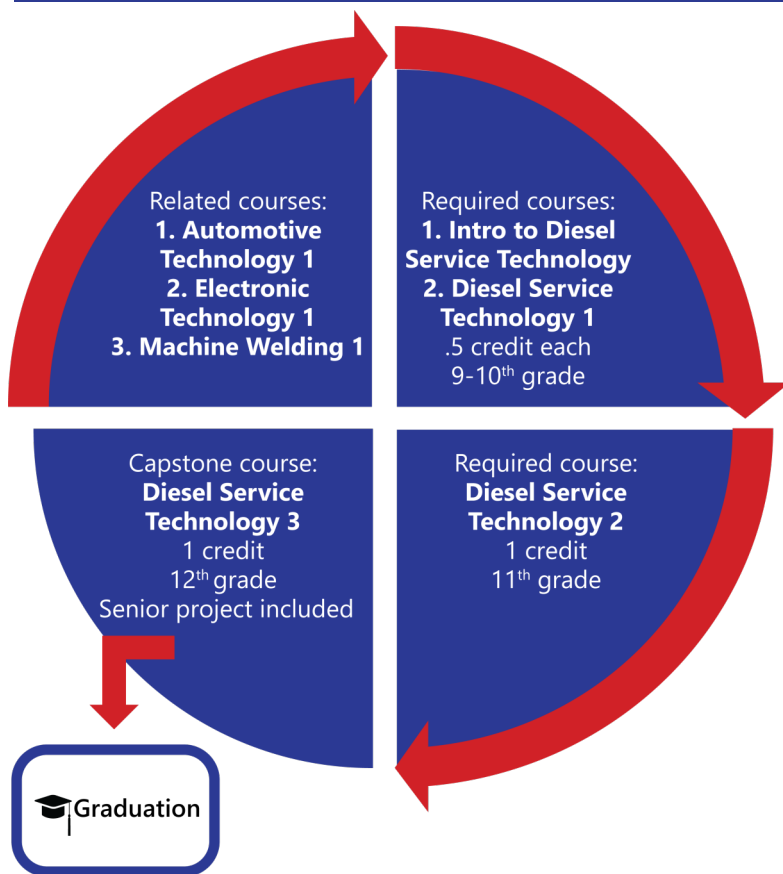 Related courses:
1. Automotive
Technology 1
2. Electronic
Technology 1
3. Machine Welding 1
Required courses:
1. Intro to Diesel
Service Technology
2. Diesel Service
Technology 1
.5 credit each
9-10th grade
Required course:
Diesel Service
Technology 2
1 credit
11th grade
Capstone course:
Diesel Service
Technology 3
1 credit
12th grade
Senior project included
Graduation